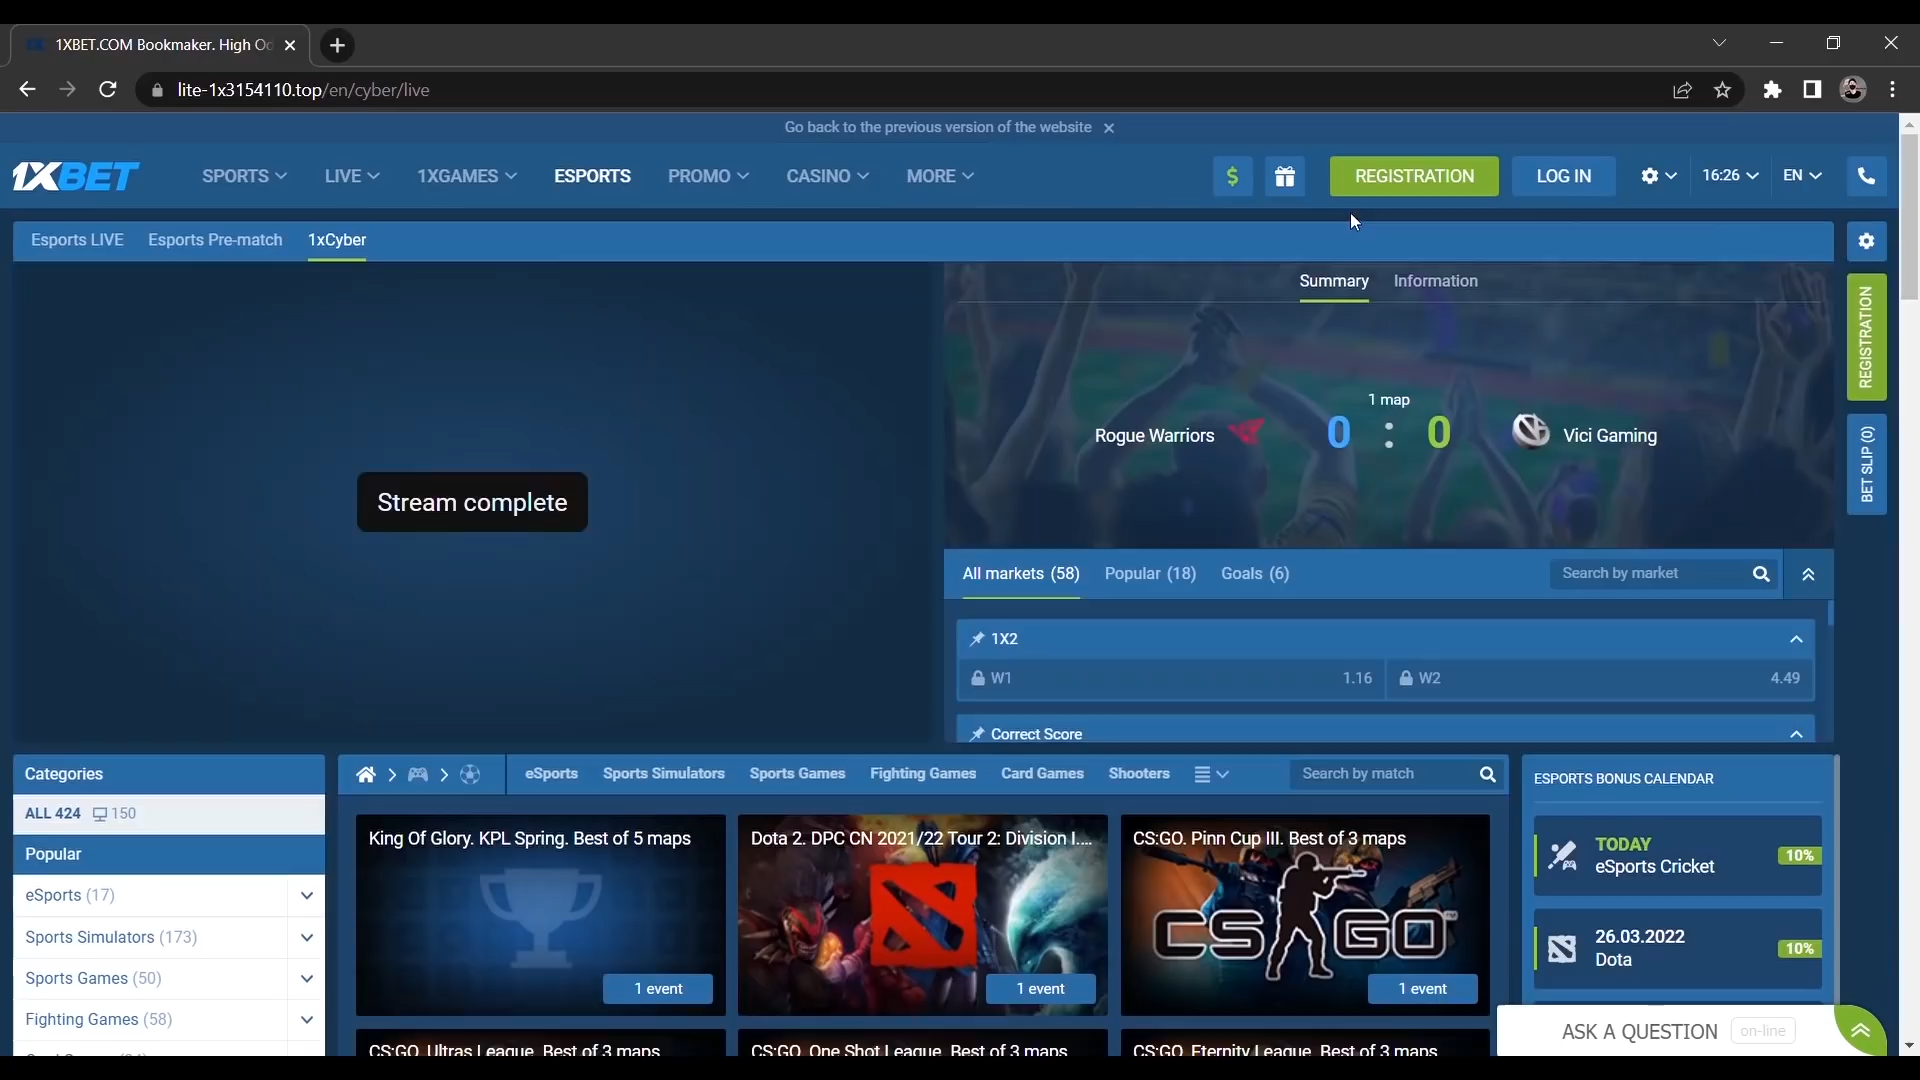 1XBET.COM Bookmaker. High Od
lite-1x3154110.top/en/cyber/live
Go back to the previous version of the website
1XBET
SPORTS
LIVE
1XGAMES
ESPORTS
PROMO
CASINO
MORE
$
REGISTRATION
LOG IN
16:26
EN
Esports LIVE
Esports Pre-match
1xCyber
Summary
Information
REGISTRATION
BET SLIP (0)
1 map
Rogue Warriors
0 : 0
Vici Gaming
Stream complete
All markets (58)
Popular (18)
Goals (6)
Search by market
1X2
W1 1.16
W2 4.49
Correct Score
Categories
ALL 424 150
Popular
eSports (17)
Sports Simulators (173)
Sports Games (50)
Fighting Games (58)
eSports
Sports Simulators
Sports Games
Fighting Games
Card Games
Shooters
Search by match
King Of Glory. KPL Spring. Best of 5 maps
1 event
Dota 2. DPC CN 2021/22 Tour 2: Division I....
1 event
CS:GO. Pinn Cup III. Best of 3 maps
CS GO
1 event
CS:GO. Ultras League. Best of 3 maps
CS:GO. One Shot League. Best of 3 maps
CS:GO. Eternity League. Best of 3 maps
ESPORTS BONUS CALENDAR
TODAY
eSports Cricket
10%
26.03.2022
Dota
10%
ASK A QUESTION
on-line